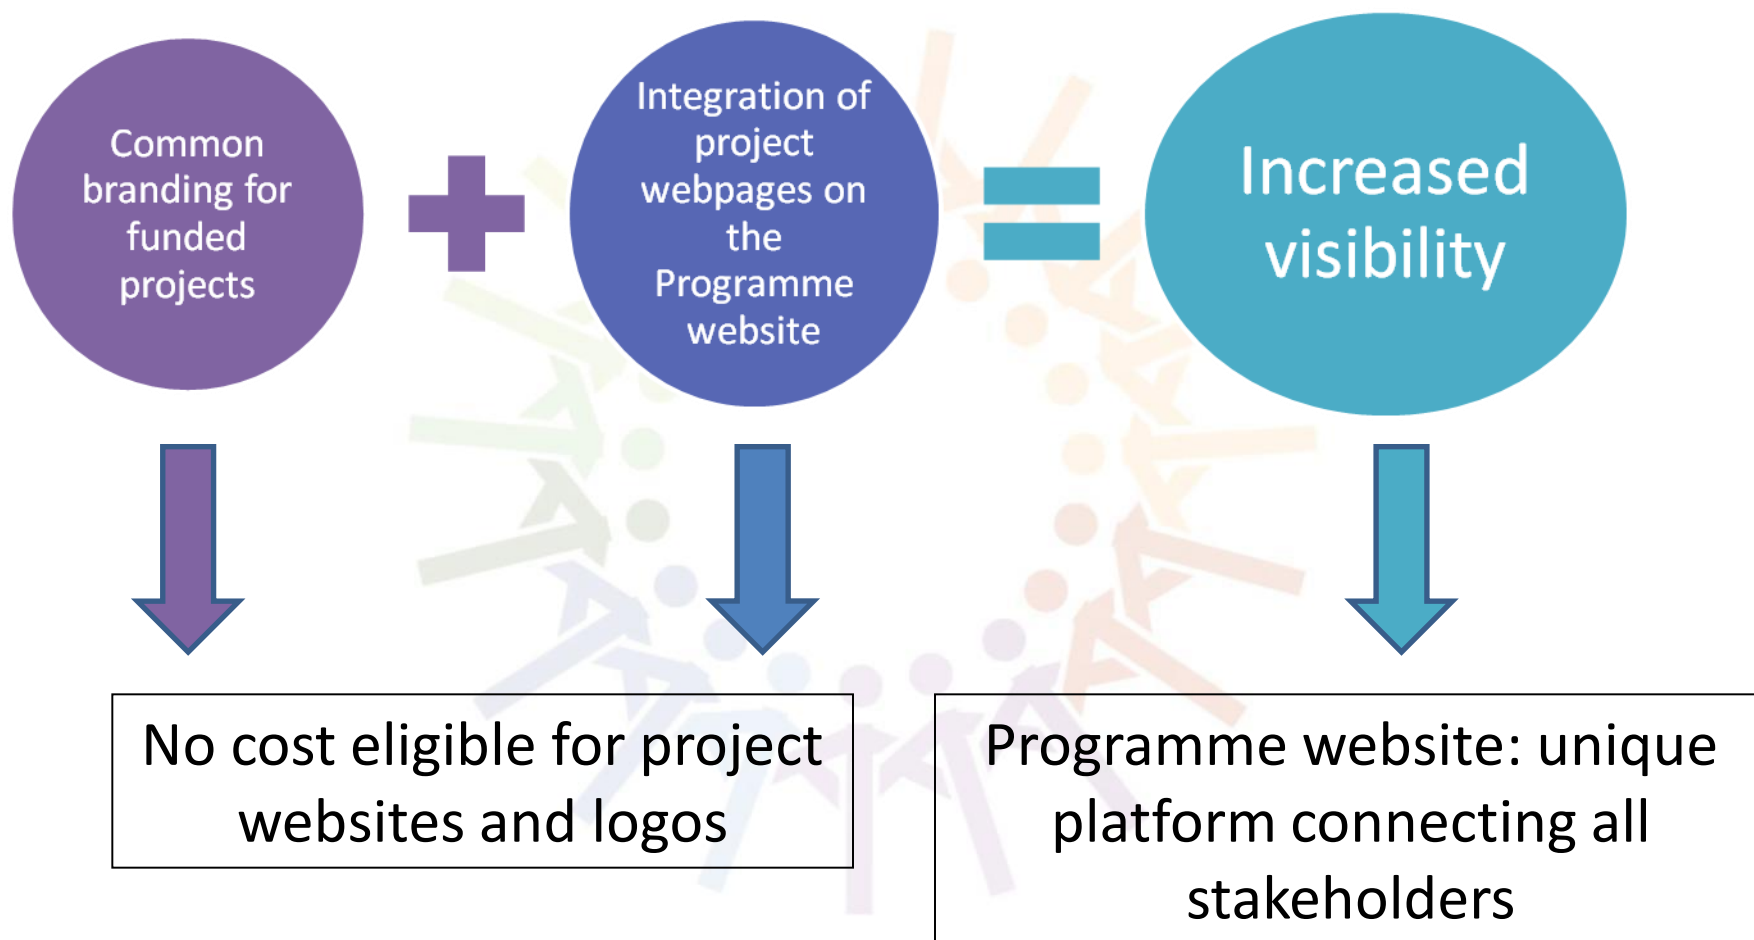 Common
branding for
funded
projects
Integration of
project
webpages on
the
Programme
website
Increased
visibility
No cost eligible for project
websites and logos
Programme website: unique
platform connecting all
stakeholders